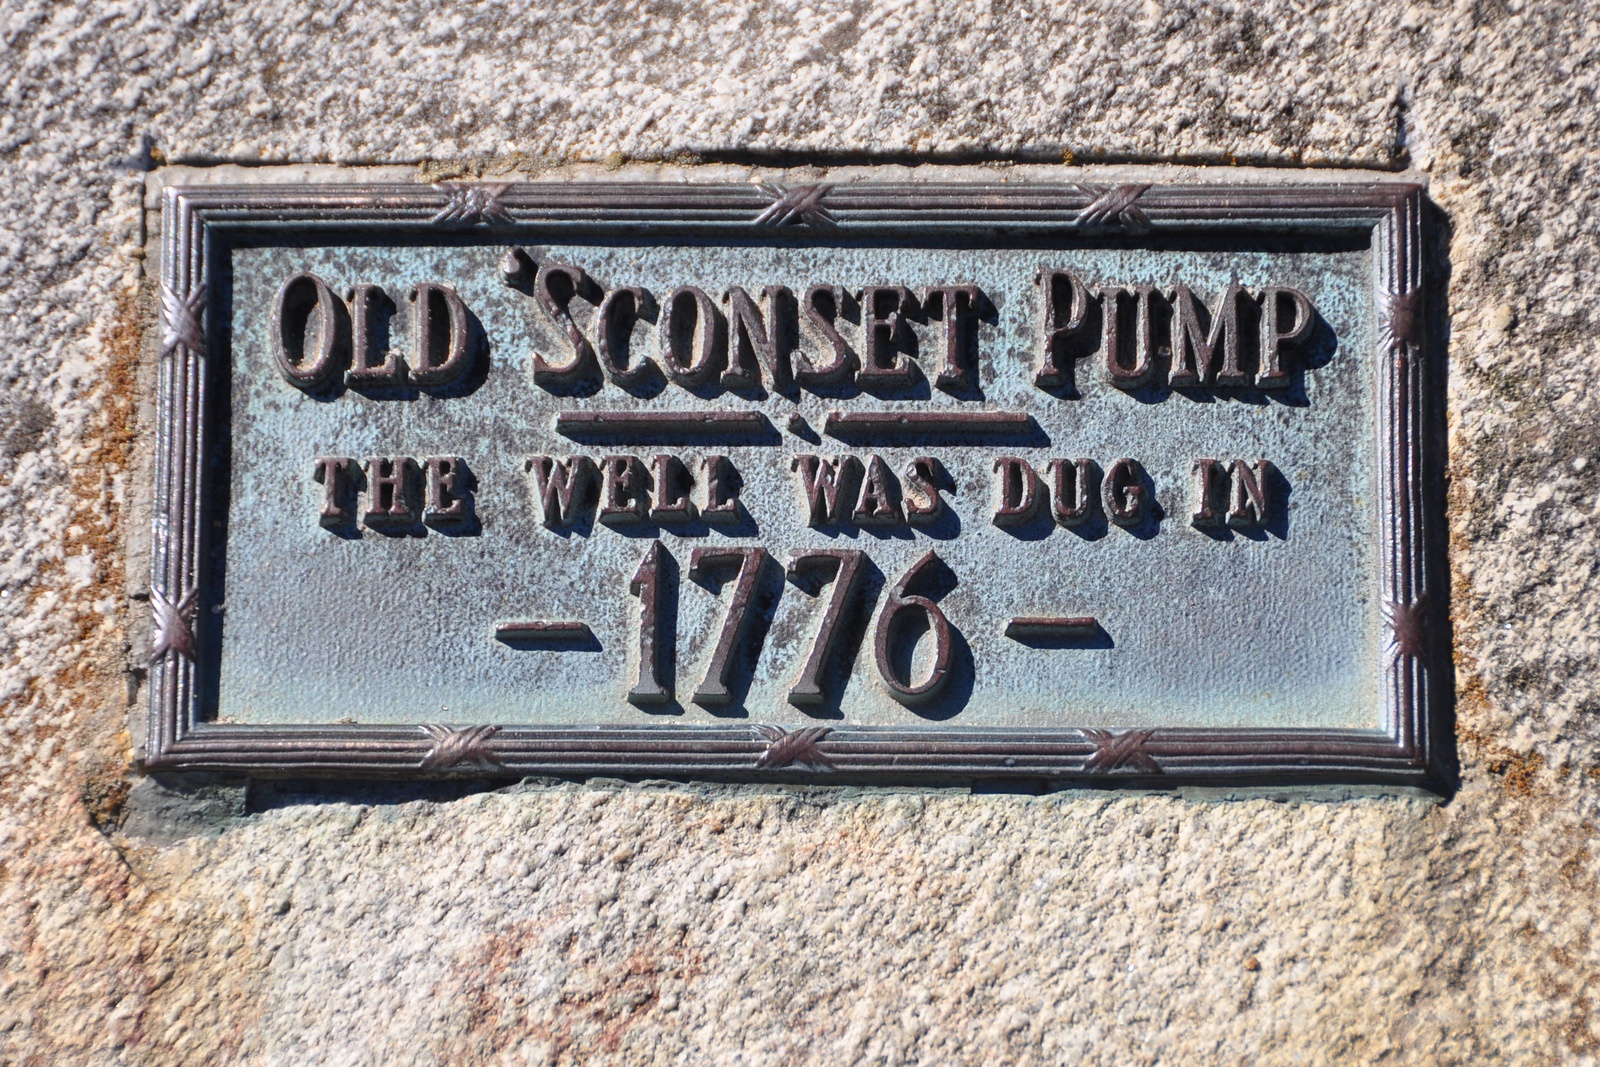 OLD 'SCONSET PUMP
THE WELL WAS DUG IN
- 1776 -